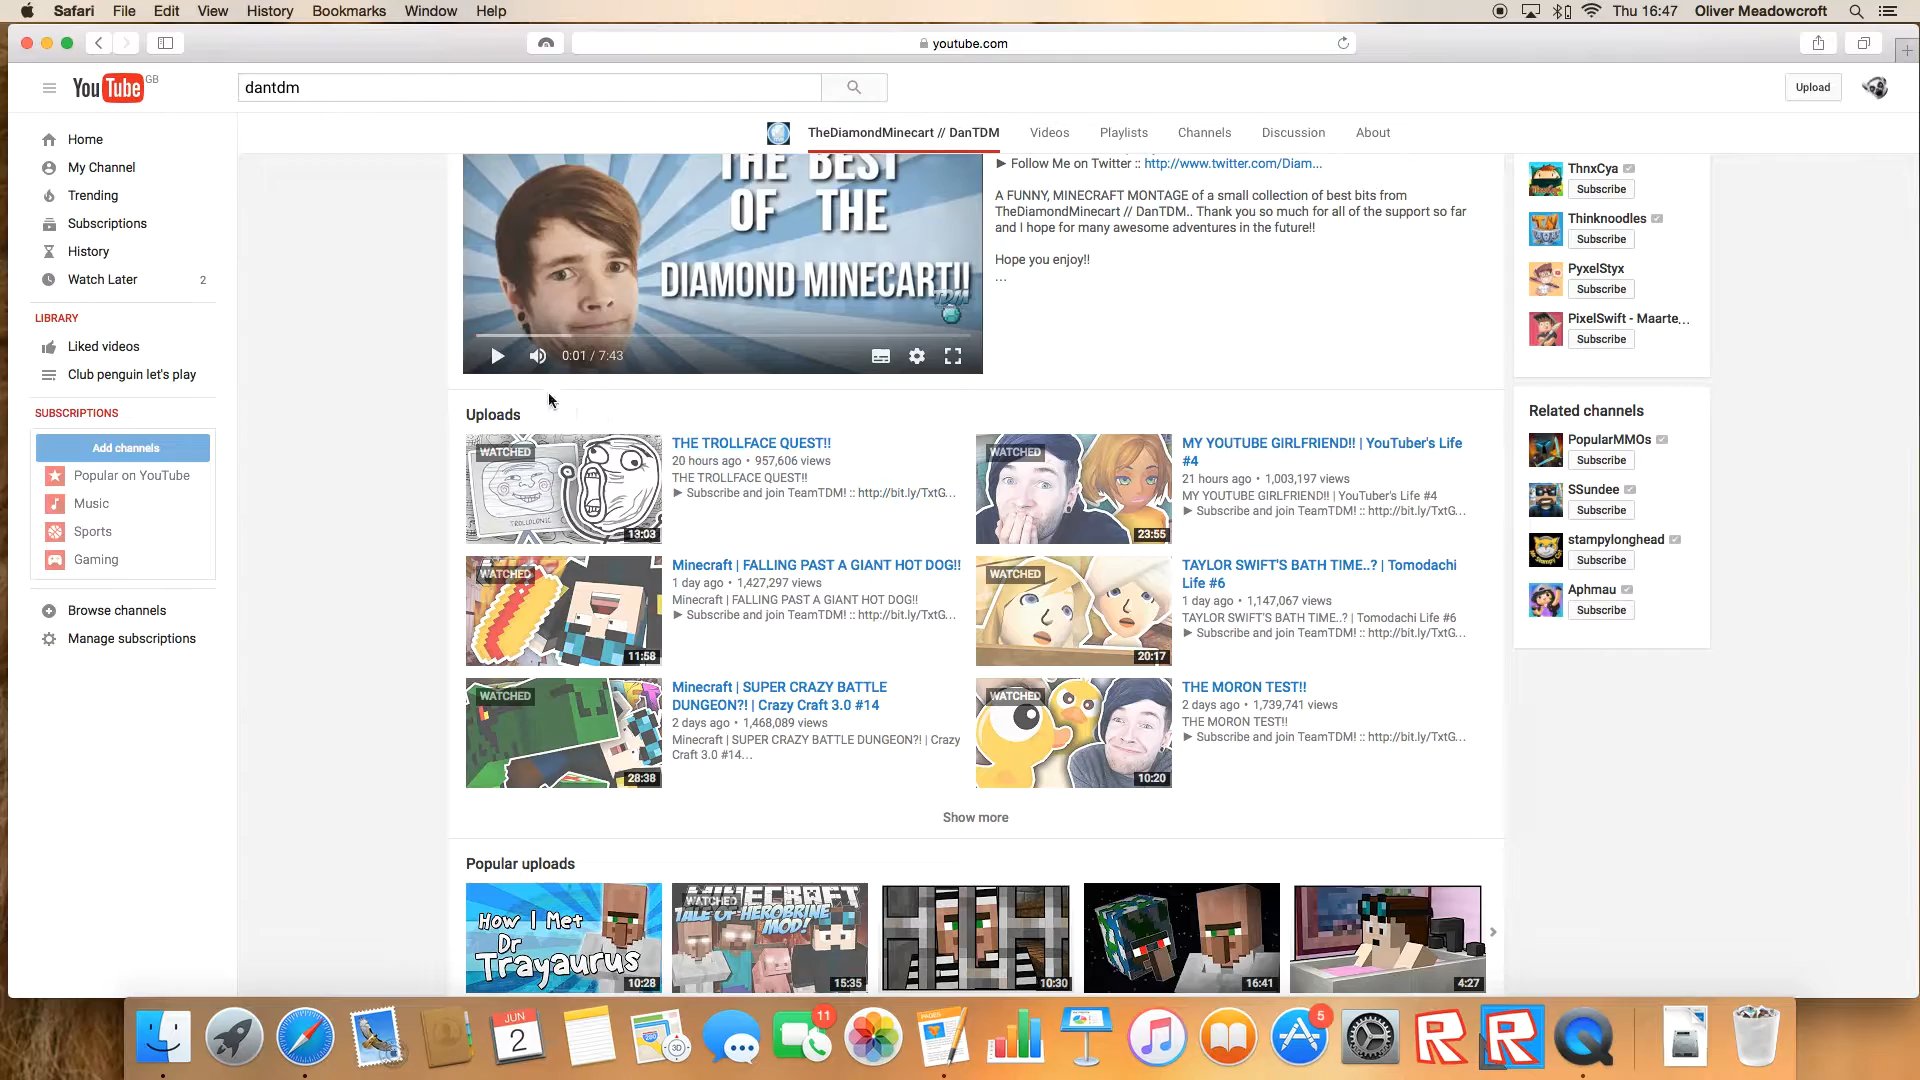 Safari File Edit View History Bookmarks Window Help
Thu 16:47 Oliver Meadowcroft
youtube.com
YouTube GB
dantdm
Upload
Home
My Channel
Trending
Subscriptions
History
Watch Later 2
LIBRARY
Liked videos
Club penguin let's play
SUBSCRIPTIONS
Add channels
Popular on YouTube
Music
Sports
Gaming
Browse channels
Manage subscriptions
TheDiamondMinecart // DanTDM Videos Playlists Channels Discussion About
THE BEST
OF THE
DIAMOND MINECART!!
TDM
0:01 / 7:43
► Follow Me on Twitter :: http://www.twitter.com/Diam...
A FUNNY, MINECRAFT MONTAGE of a small collection of best bits from
TheDiamondMinecart // DanTDM.. Thank you so much for all of the support so far
and I hope for many awesome adventures in the future!!
Hope you enjoy!!
...
Uploads
WATCHED
TROLOLONIC
13:03
THE TROLLFACE QUEST!!
20 hours ago • 957,606 views
THE TROLLFACE QUEST!!
► Subscribe and join TeamTDM! :: http://bit.ly/TxtG...
WATCHED
23:55
MY YOUTUBE GIRLFRIEND!! | YouTuber's Life
#4
21 hours ago • 1,003,197 views
MY YOUTUBE GIRLFRIEND!! | YouTuber's Life #4
► Subscribe and join TeamTDM! :: http://bit.ly/TxtG...
WATCHED
11:58
Minecraft | FALLING PAST A GIANT HOT DOG!!
1 day ago • 1,427,297 views
Minecraft | FALLING PAST A GIANT HOT DOG!!
► Subscribe and join TeamTDM! :: http://bit.ly/TxtG...
WATCHED
20:17
TAYLOR SWIFT'S BATH TIME..? | Tomodachi
Life #6
1 day ago • 1,147,067 views
TAYLOR SWIFT'S BATH TIME..? | Tomodachi Life #6
► Subscribe and join TeamTDM! :: http://bit.ly/TxtG...
WATCHED
28:38
Minecraft | SUPER CRAZY BATTLE
DUNGEON?! | Crazy Craft 3.0 #14
2 days ago • 1,468,089 views
Minecraft | SUPER CRAZY BATTLE DUNGEON?! | Crazy
Craft 3.0 #14...
WATCHED
10:20
THE MORON TEST!!
2 days ago • 1,739,741 views
THE MORON TEST!!
► Subscribe and join TeamTDM! :: http://bit.ly/TxtG...
Show more
Popular uploads
How I Met
Dr
Trayaurus
10:28
WATCHED
MINECRAFT
TALE OF HEROBRINE
MOD!
15:35
10:30
16:41
4:27
ThnxCya
Subscribe
Thinknoodles
Subscribe
PyxelStyx
Subscribe
PixelSwift - Maarte...
Subscribe
Related channels
PopularMMOs
Subscribe
SSundee
Subscribe
stampylonghead
Subscribe
Aphmau
Subscribe
JUN
2
280
3D
11
PAGES
5